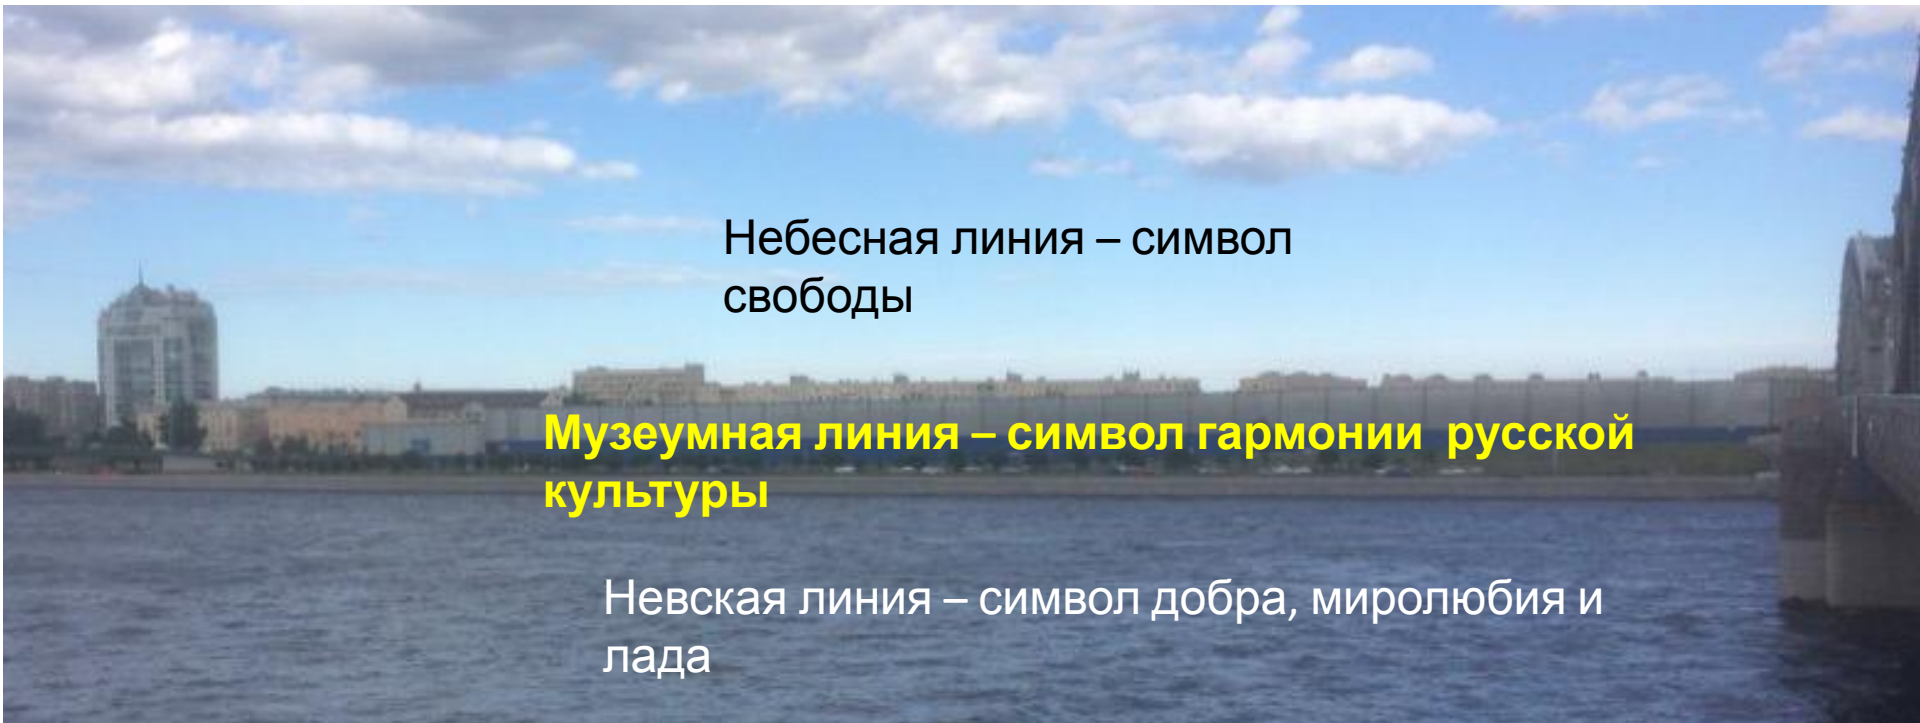 Небесная линия – символ
свободы
Музеумная линия – символ гармонии  русской
культуры
Невская линия – символ добра, миролюбия и
лада